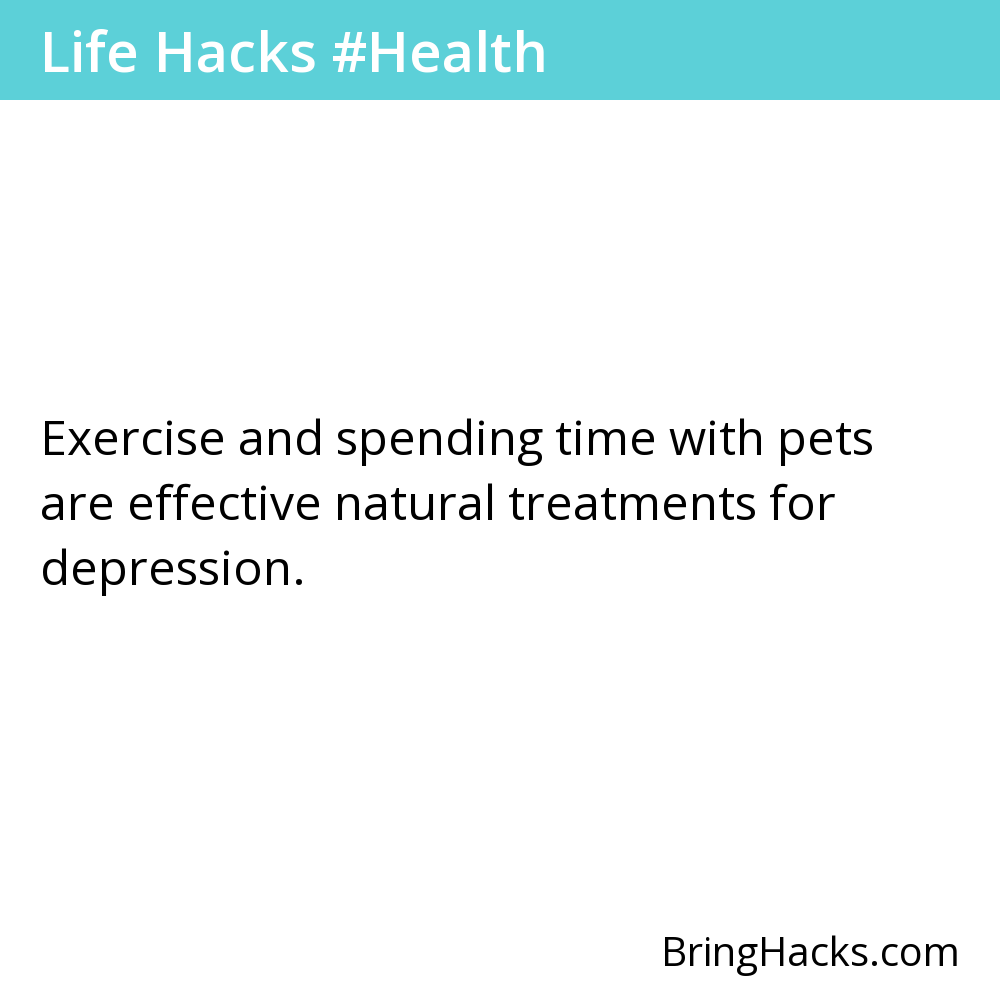 Life Hacks #Health
Exercise and spending time with pets
are effective natural treatments for
depression.
BringHacks.com